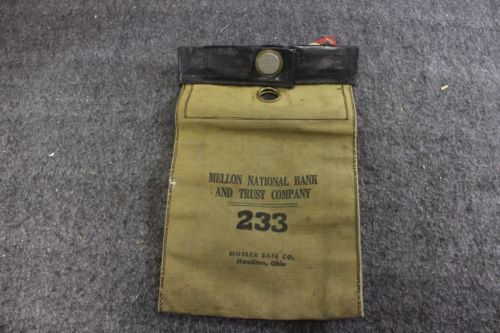 MELLON NATIONAL BANK
AND TRUST COMPANY
233
MOSLER SAFE CO.
Hamilton, Ohio